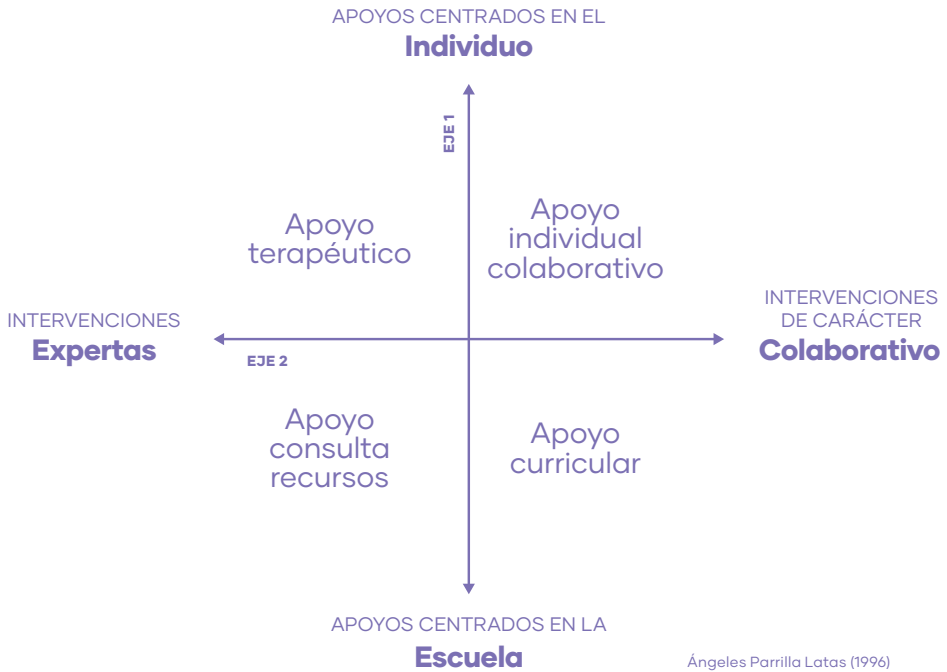 APOYOS CENTRADOS EN EL
Individuo
EJE 1
Apoyo
terapéutico
Apoyo
individual
colaborativo
INTERVENCIONES
Expertas
EJE 2
INTERVENCIONES
DE CARÁCTER
Colaborativo
Apoyo
consulta
recursos
Apoyo
curricular
APOYOS CENTRADOS EN LA
Escuela
Ángeles Parrilla Latas (1996)